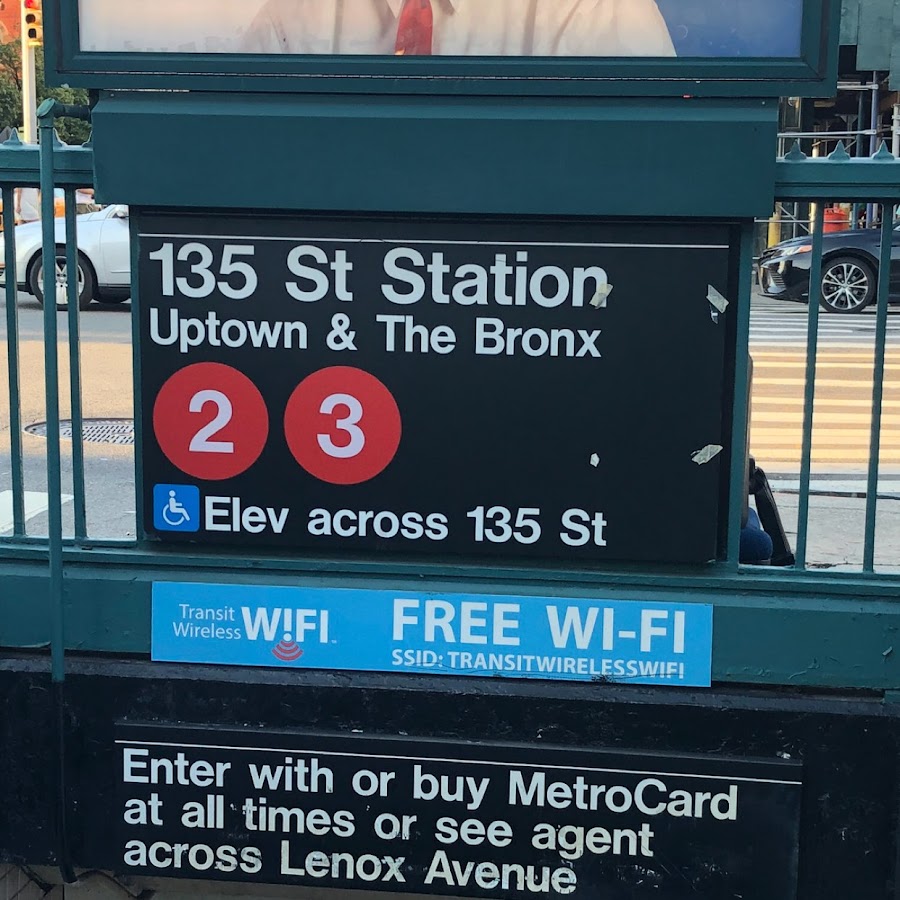 135 St Station
Uptown & The Bronx
2 3
Elev across 135 St
Transit
Wireless WiFi
FREE WI-FI
SSID: TRANSITWIRELESSWIFI
Enter with or buy MetroCard
at all times or see agent
across Lenox Avenue